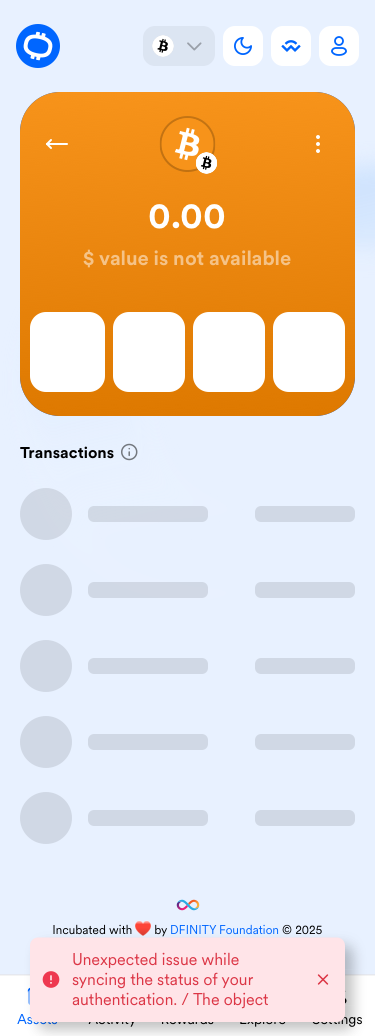 0.00
$ value is not available
Transactions
Incubated with ❤️ by DFINITY Foundation © 2025
Unexpected issue while
syncing the status of your
authentication. / The object
Assets Activity Rewards Explore Settings